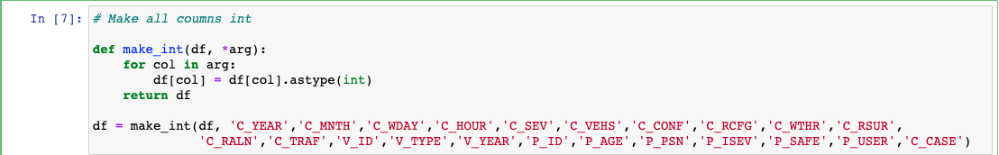 In [7]: # Make all coumns int
def make_int(df, *arg):
for col in arg:
df[col] = df[col].astype(int)
return df
df = make_int(df, 'C_YEAR','C_MNTH','C_WDAY','C_HOUR','C_SEV','C_VEHS','C_CONF','C_RCFG','C_WTHR','C_RSUR',
'C_RALN','C_TRAF','V_ID','V_TYPE','V_YEAR','P_ID','P_AGE','P_PSN','P_ISEV','P_SAFE','P_USER','C_CASE')